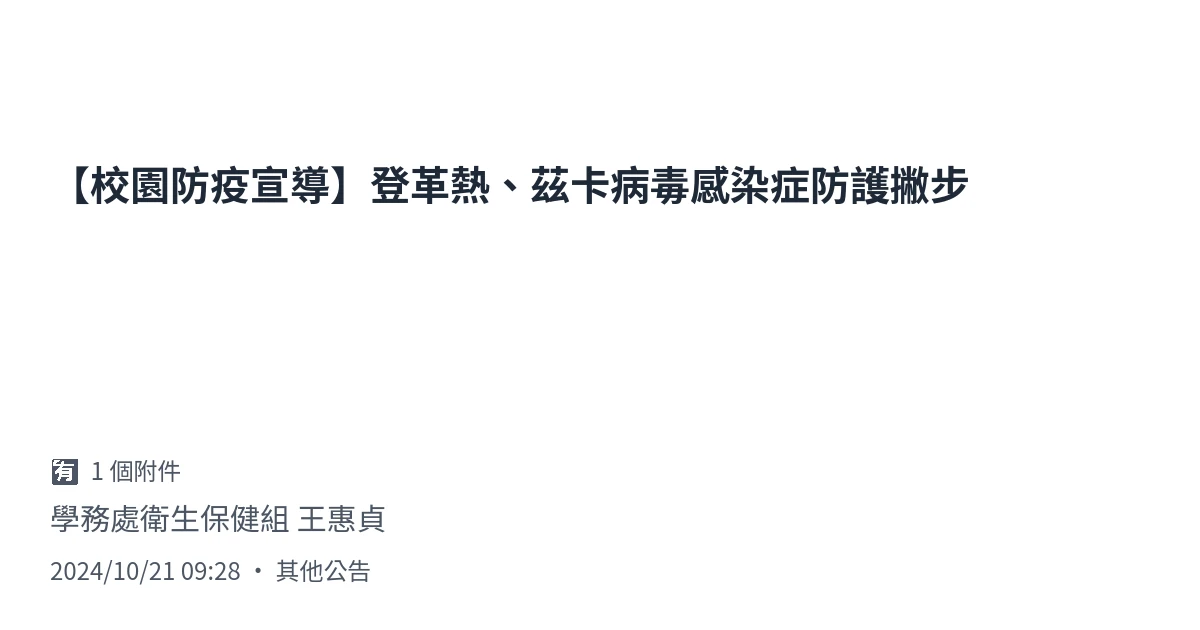 【校園防疫宣導】登革熱、茲卡病毒感染症防護撇步
有 1 個附件
學務處衛生保健組 王惠貞
2024/10/21 09:28 • 其他公告